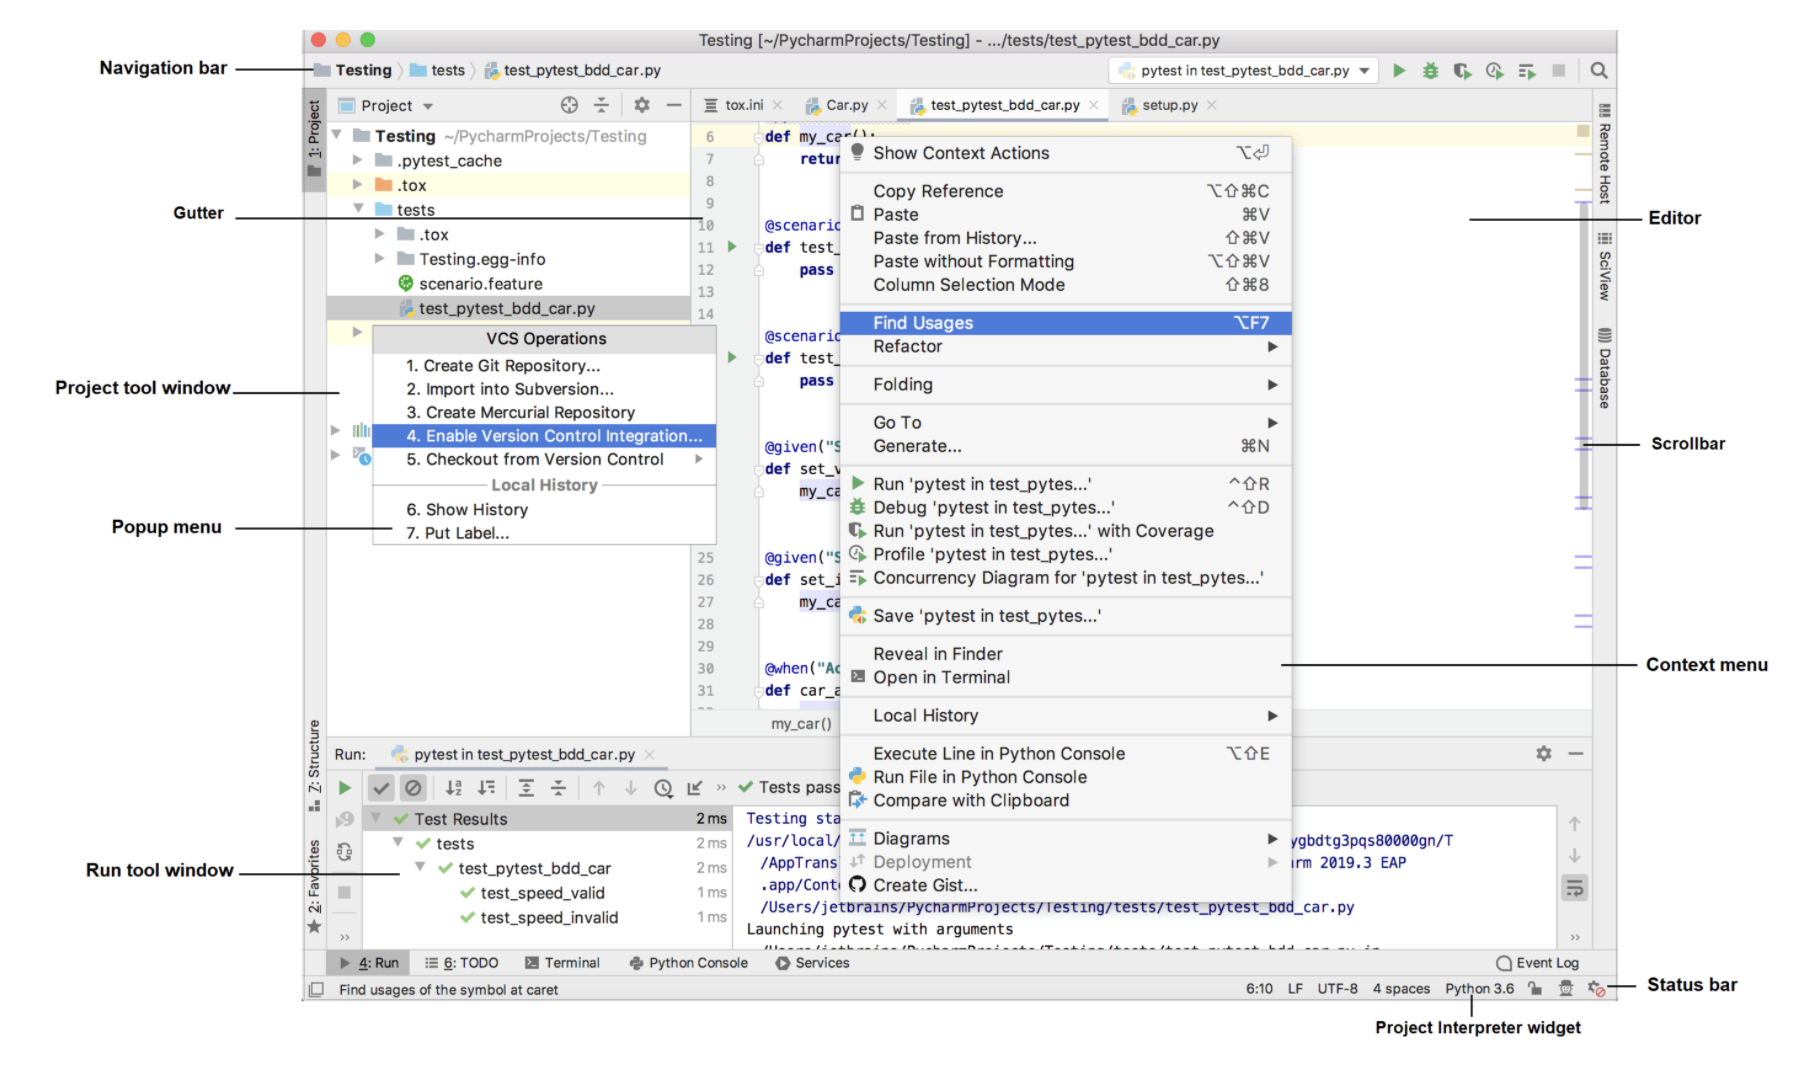 Testing [~/PycharmProjects/Testing] - .../tests/test_pytest_bdd_car.py
Navigation bar
Testing tests test_pytest_bdd_car.py
pytest in test_pytest_bdd_car.py
1: Project
Project
tox.ini
Car.py
test_pytest_bdd_car.py
setup.py
Testing ~/PycharmProjects/Testing
.pytest_cache
.tox
tests
.tox
Testing.egg-info
scenario.feature
test_pytest_bdd_car.py
Gutter
Project tool window
Popup menu
VCS Operations
1. Create Git Repository...
2. Import into Subversion...
3. Create Mercurial Repository
4. Enable Version Control Integration...
5. Checkout from Version Control
Local History
6. Show History
7. Put Label...
6 def my_car():
7 retur
8
9
10 @scenario
11 def test_
12 pass
13
14
@scenario
def test_
pass
@given("S
def set_v
my_ca
25 @given("S
26 def set_i
27 my_ca
28
29
30 @when("Ac
31 def car_a
my_car()
Show Context Actions ⌥⏎
Copy Reference ⌥⇧⌘C
Paste ⌘V
Paste from History... ⇧⌘V
Paste without Formatting ⌥⇧⌘V
Column Selection Mode ⇧⌘8
Find Usages ⌥F7
Refactor
Folding
Go To
Generate... ⌘N
Run 'pytest in test_pytes...' ^⇧R
Debug 'pytest in test_pytes...' ^⇧D
Run 'pytest in test_pytes...' with Coverage
Profile 'pytest in test_pytes...'
Concurrency Diagram for 'pytest in test_pytes...'
Save 'pytest in test_pytes...'
Reveal in Finder
Open in Terminal
Local History
Execute Line in Python Console ⌥⇧E
Run File in Python Console
Compare with Clipboard
Diagrams
Deployment
Create Gist...
Remote Host
SciView
Database
Editor
Scrollbar
Context menu
Z: Structure
2: Favorites
Run: pytest in test_pytest_bdd_car.py
Tests pass
Test Results 2 ms
tests 2 ms
test_pytest_bdd_car 2 ms
test_speed_valid 1 ms
test_speed_invalid 1 ms
Run tool window
Testing sta
/usr/local/ ygbdtg3pqs80000gn/T
/AppTrans rm 2019.3 EAP
.app/Conte
/Users/jetbrains/PycharmProjects/Testing/tests/test_pytest_bdd_car.py
Launching pytest with arguments
4: Run
6: TODO
Terminal
Python Console
Services
Event Log
Find usages of the symbol at caret
6:10 LF UTF-8 4 spaces Python 3.6
Status bar
Project Interpreter widget